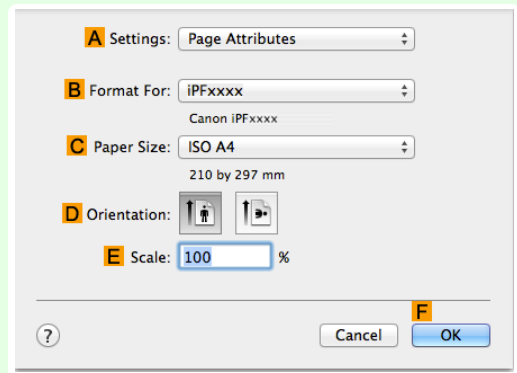 A Settings: Page Attributes
B Format For: iPFxxxx
Canon iPFxxxx
C Paper Size: ISO A4
210 by 297 mm
D Orientation:
E Scale: 100 %
F
? Cancel OK